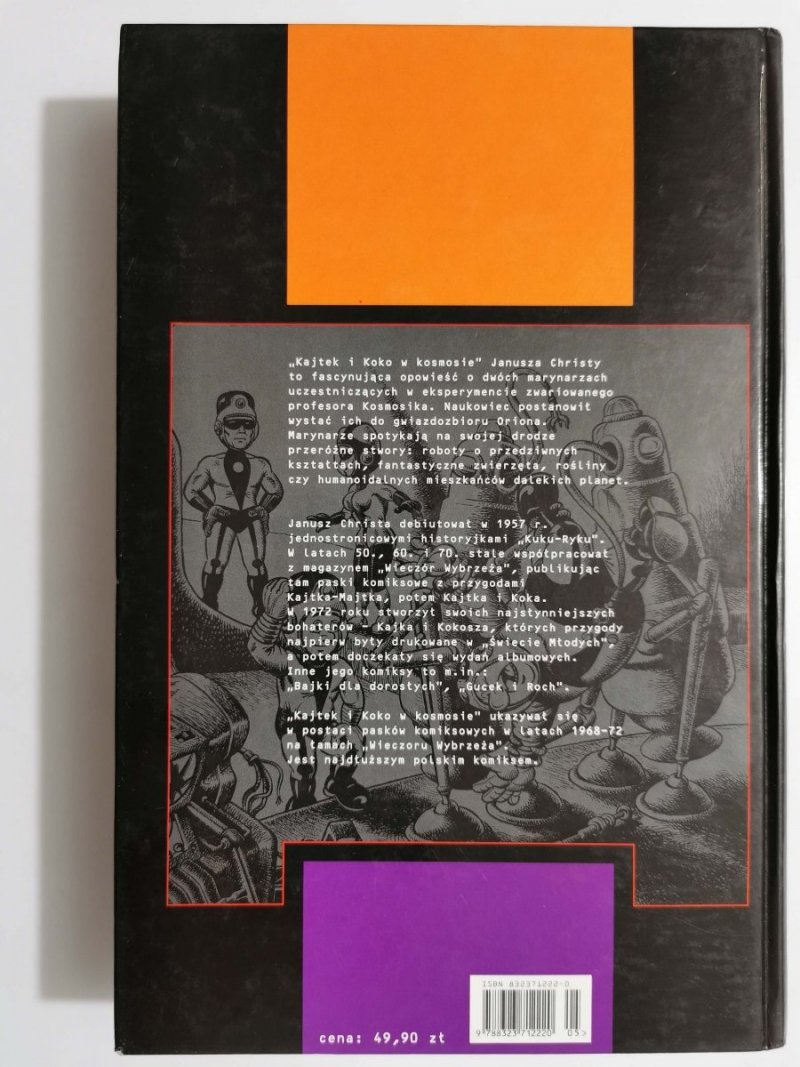 „Kajtek i Koko w kosmosie” Janusza Christy
to fascynująca opowieść o dwóch marynarzach
uczestniczących w eksperymencie zwariowanego
profesora Kosmosika. Naukowiec postanowił
wysłać ich do gwiazdozbioru Oriona.
Marynarze spotykają na swojej drodze
przeróżne stwory: roboty o przedziwnych
kształtach, fantastyczne zwierzęta, rośliny
czy humanoidalnych mieszkańców dalekich planet.
Janusz Christa debiutował w 1957 r.
jednostronicowymi historyjkami „Kuku-Ryku”.
W latach 50., 60. i 70. stale współpracował
z magazynem „Wieczór Wybrzeża”, publikując
tam paski komiksowe z przygodami
Kajtka-Majtka, potem Kajtka i Koka.
W 1972 roku stworzył swoich najsłynniejszych
bohaterów – Kajka i Kokosza, których przygody
najpierw były drukowane w „Świecie Młodych”,
a potem doczekały się wydań albumowych.
Inne jego komiksy to m.in.:
„Bajki dla dorosłych”, „Gucek i Roch”.
„Kajtek i Koko w kosmosie” ukazywał się
w postaci pasków komiksowych w latach 1968-72
na łamach „Wieczoru Wybrzeża”.
Jest najdłuższym polskim komiksem.
ISBN 832371222-0
9 788323 712220 05>
cena: 49,90 zł